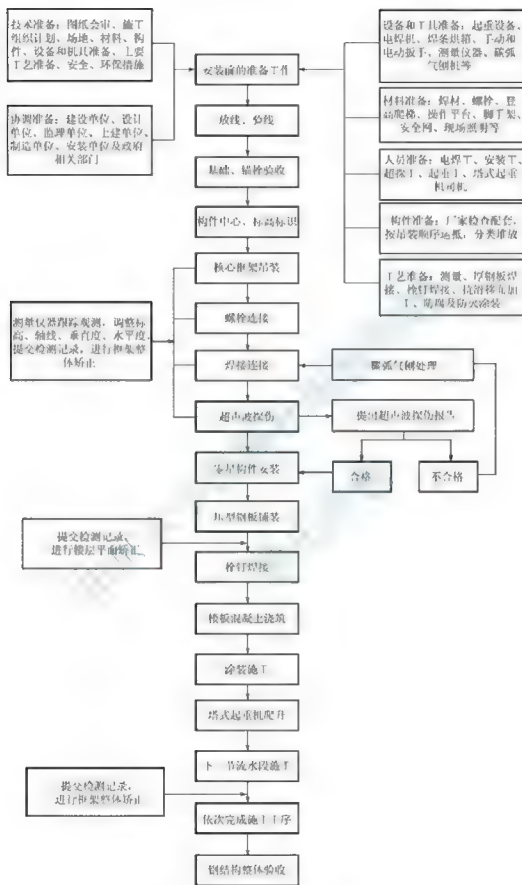 技术准备：图纸会审、施工
组织计划、场地、材料、构
件、设备和机具准备、主要
工艺准备、安全、环保措施
协调准备：建设单位、设计
单位、监理单位、土建单位、
制造单位、安装单位及政府
相关部门
安装前的准备工作
设备和工具准备：起重设备、
电焊机、焊条烘箱、手动和
电动扳手、测量仪器、碳弧
气刨机等
材料准备：焊材、螺栓、登
高爬梯、操作平台、脚手架、
安全网、现场照明等
人员准备：电焊工、安装工、
超探工、起重工、塔式起重
机司机
构件准备：厂家检查配套，
按吊装顺序运抵，分类堆放
工艺准备：测量、厚钢板焊
接、栓钉焊接、抗滑移面加
工、防腐及防火涂装
放线、验线
基础、锚栓验收
构件中心、标高标识
核心框架吊装
测量仪器跟踪观测，调整标
高、轴线、垂直度、水平度，
提交检测记录，进行框架整
体矫正
螺栓连接
焊接连接
碳弧气刨处理
超声波探伤
提出超声波探伤报告
零星构件安装
合格
不合格
压型钢板铺装
提交检测记录，
进行楼层平面矫正
栓钉焊接
楼板混凝土浇筑
涂装施工
塔式起重机爬升
下一节流水段施工
提交检测记录，
进行框架整体矫正
依次完成施工工序
钢结构整体验收